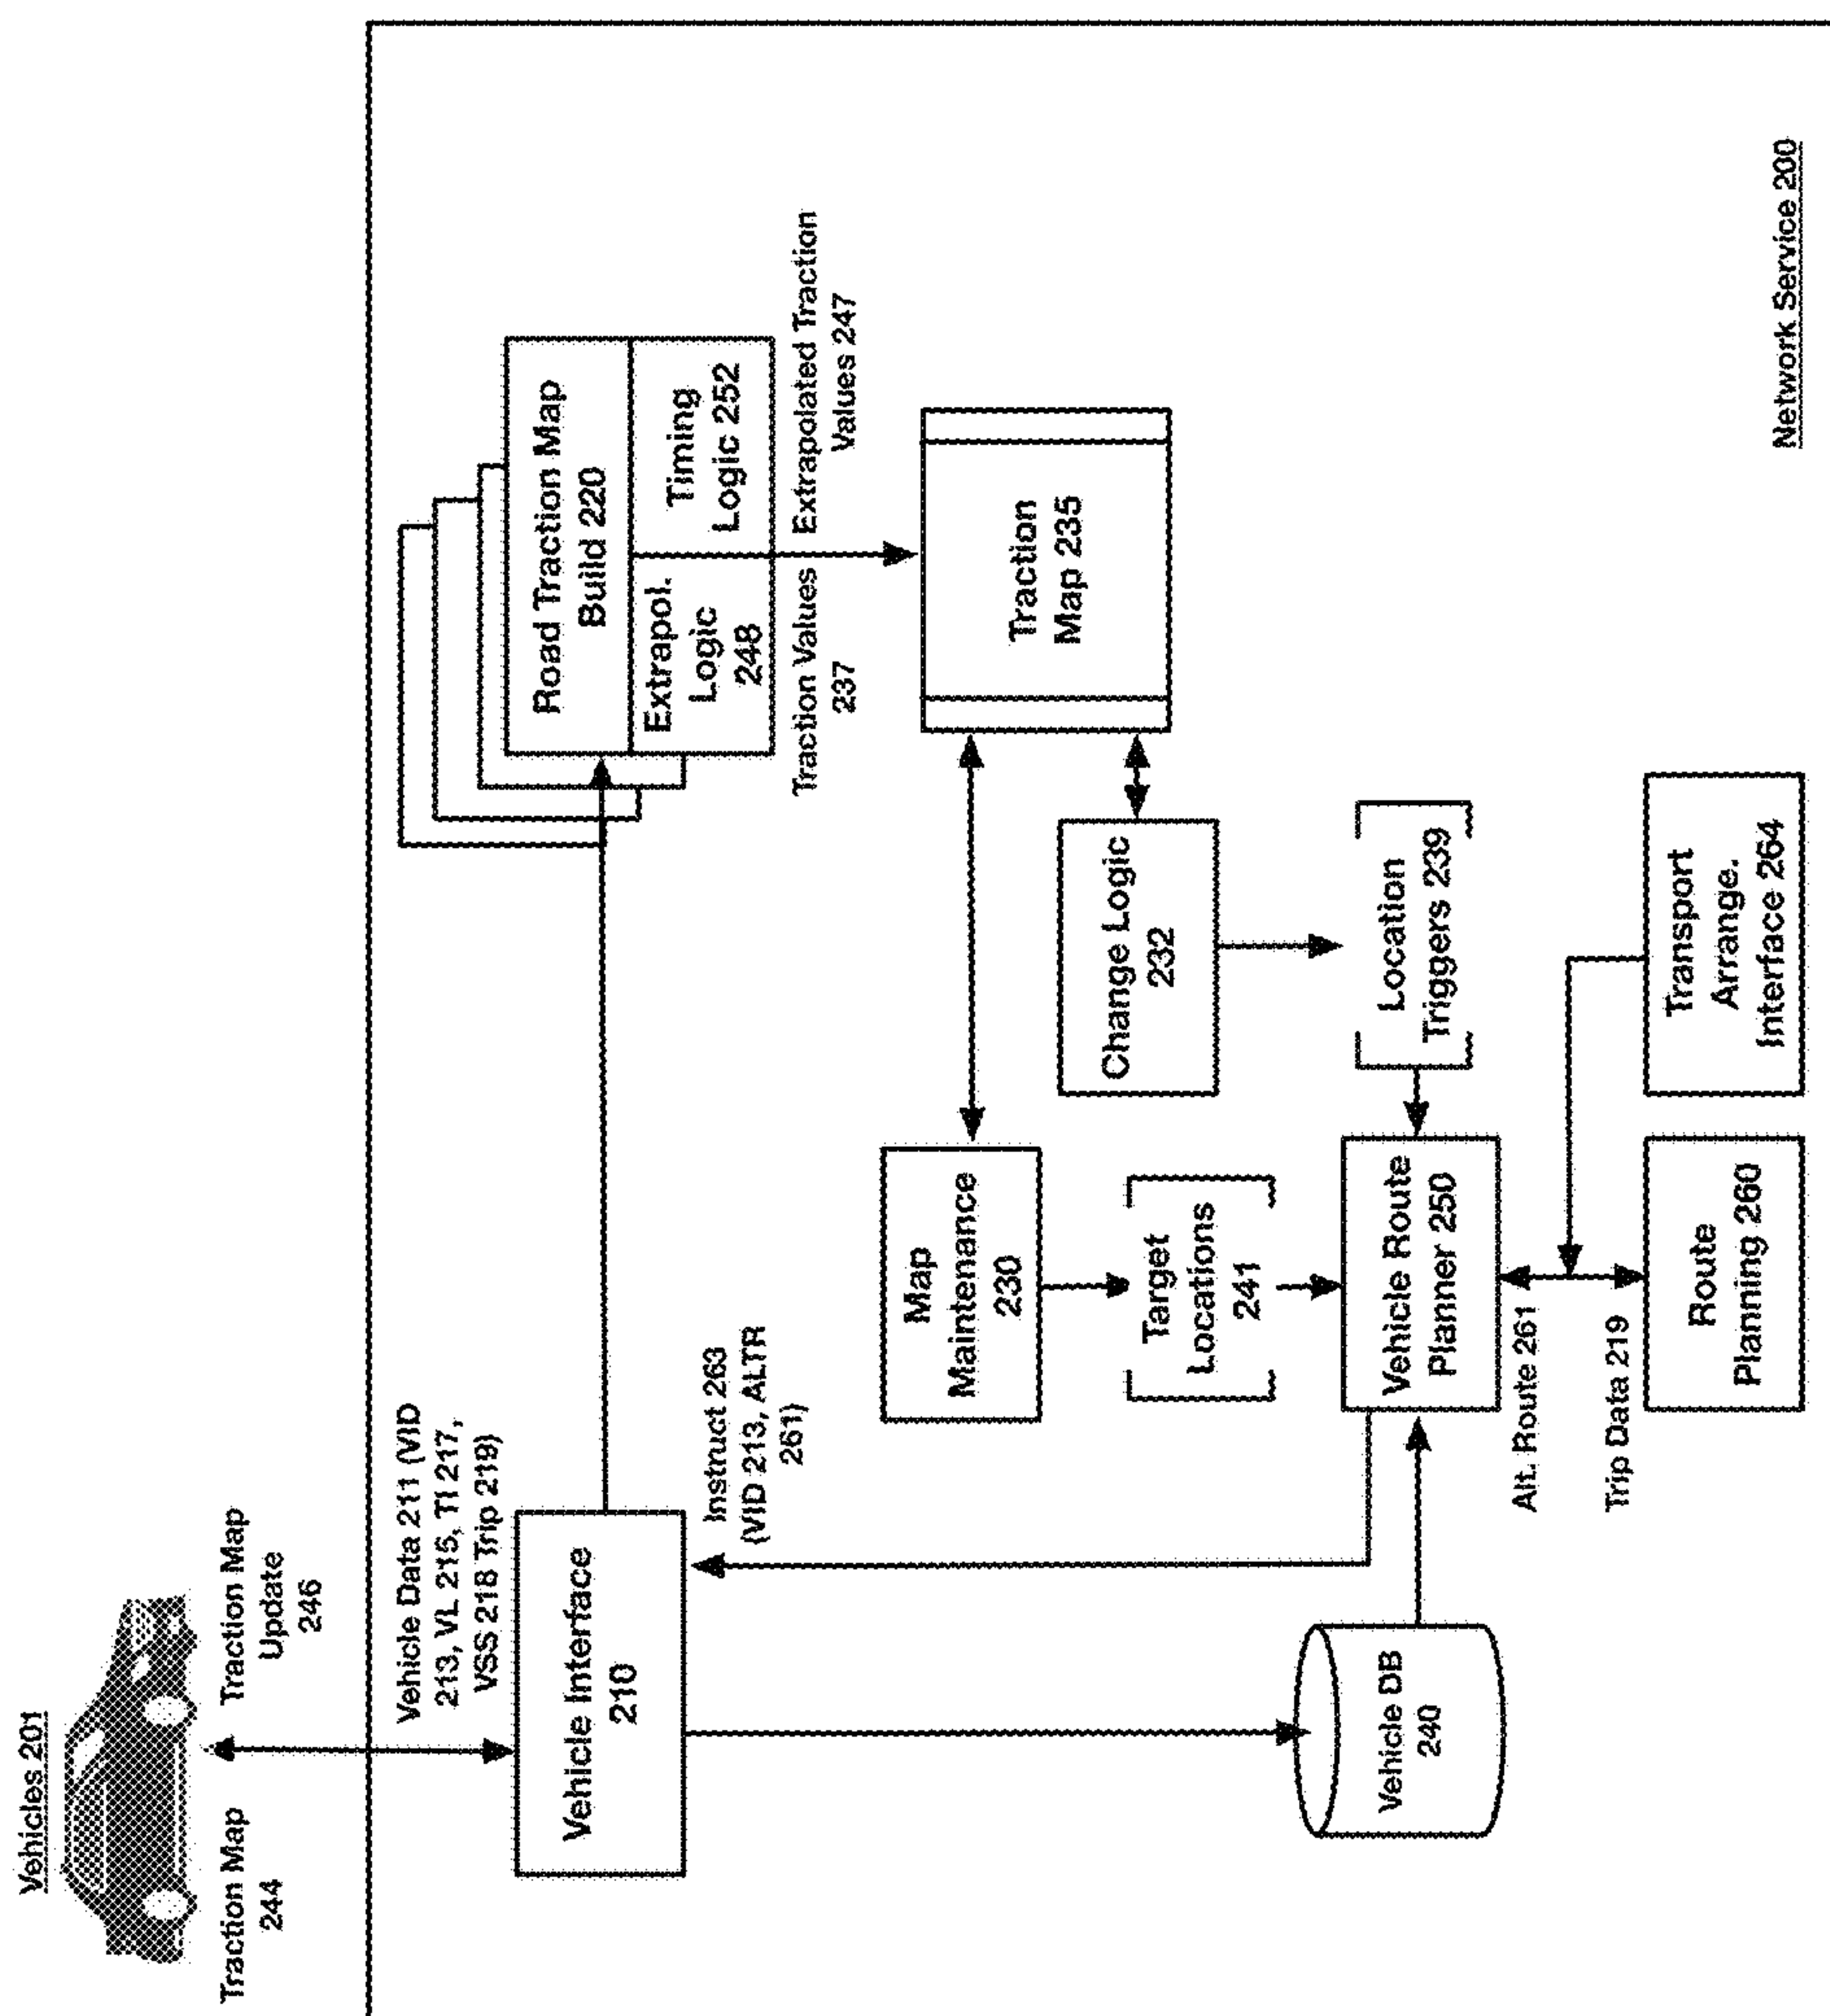 Vehicles 201
Traction Map
244
Traction Map
Update
246
Vehicle Data 211 (VID
213, VL 215, TI 217,
VSS 218 Trip 219)
Vehicle Interface
210
Road Traction Map
Build 220
Extrapol.
Logic
248
Timing
Logic 252
Traction Values
237
Extrapolated Traction
Values 247
Instruct 263
(VID 213, ALTR
261)
Map
Maintenance
230
Traction
Map 235
Change Logic
232
Target
Locations
241
Location
Triggers 239
Vehicle DB
240
Vehicle Route
Planner 250
Alt. Route 261
Trip Data 219
Route
Planning 260
Transport
Arrange.
Interface 264
Network Service 200